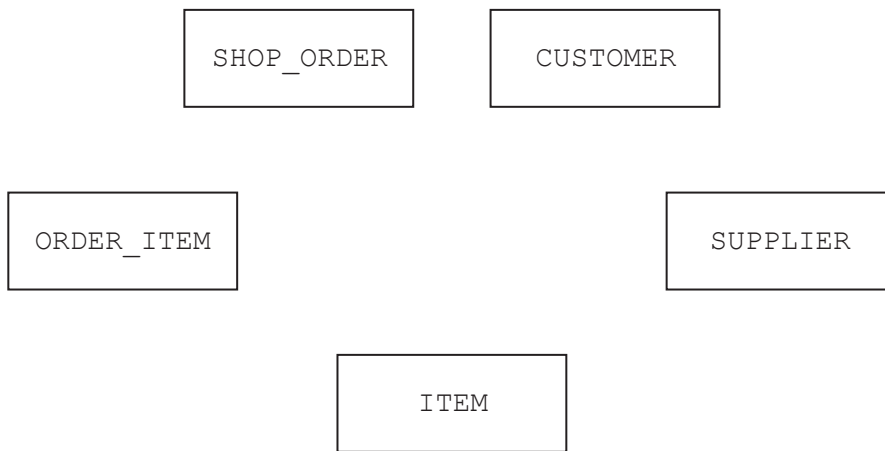 SHOP_ORDER
CUSTOMER
ORDER_ITEM
SUPPLIER
ITEM